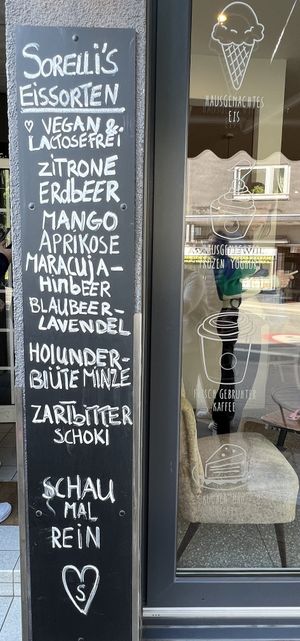 SORELLI'S
EISSORTEN
♡ VEGAN &
LACTOSEFREI
ZITRONE
ERDBEER
MANGO
APRIKOSE
MARACUJA-
HIMBEER
BLAUBEER-
LAVENDEL
HOLUNDER-
BLÜTE MINZE
ZARTBITTER
SCHOKI
SCHAU
MAL
REIN
S
HAUSGEMACHTES
EIS
FROZEN YOGHURT
FRISCH GEBRÜHTER
KAFFEE